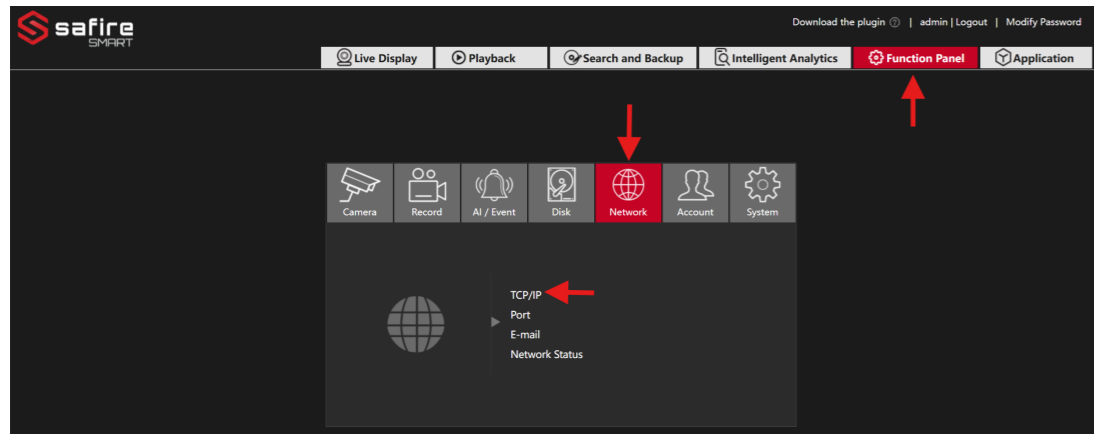 safire
SMART
Download the plugin ? | admin | Logout | Modify Password
Live Display Playback Search and Backup Intelligent Analytics Function Panel Application
Camera Record AI / Event Disk Network Account System
TCP/IP
Port
E-mail
Network Status